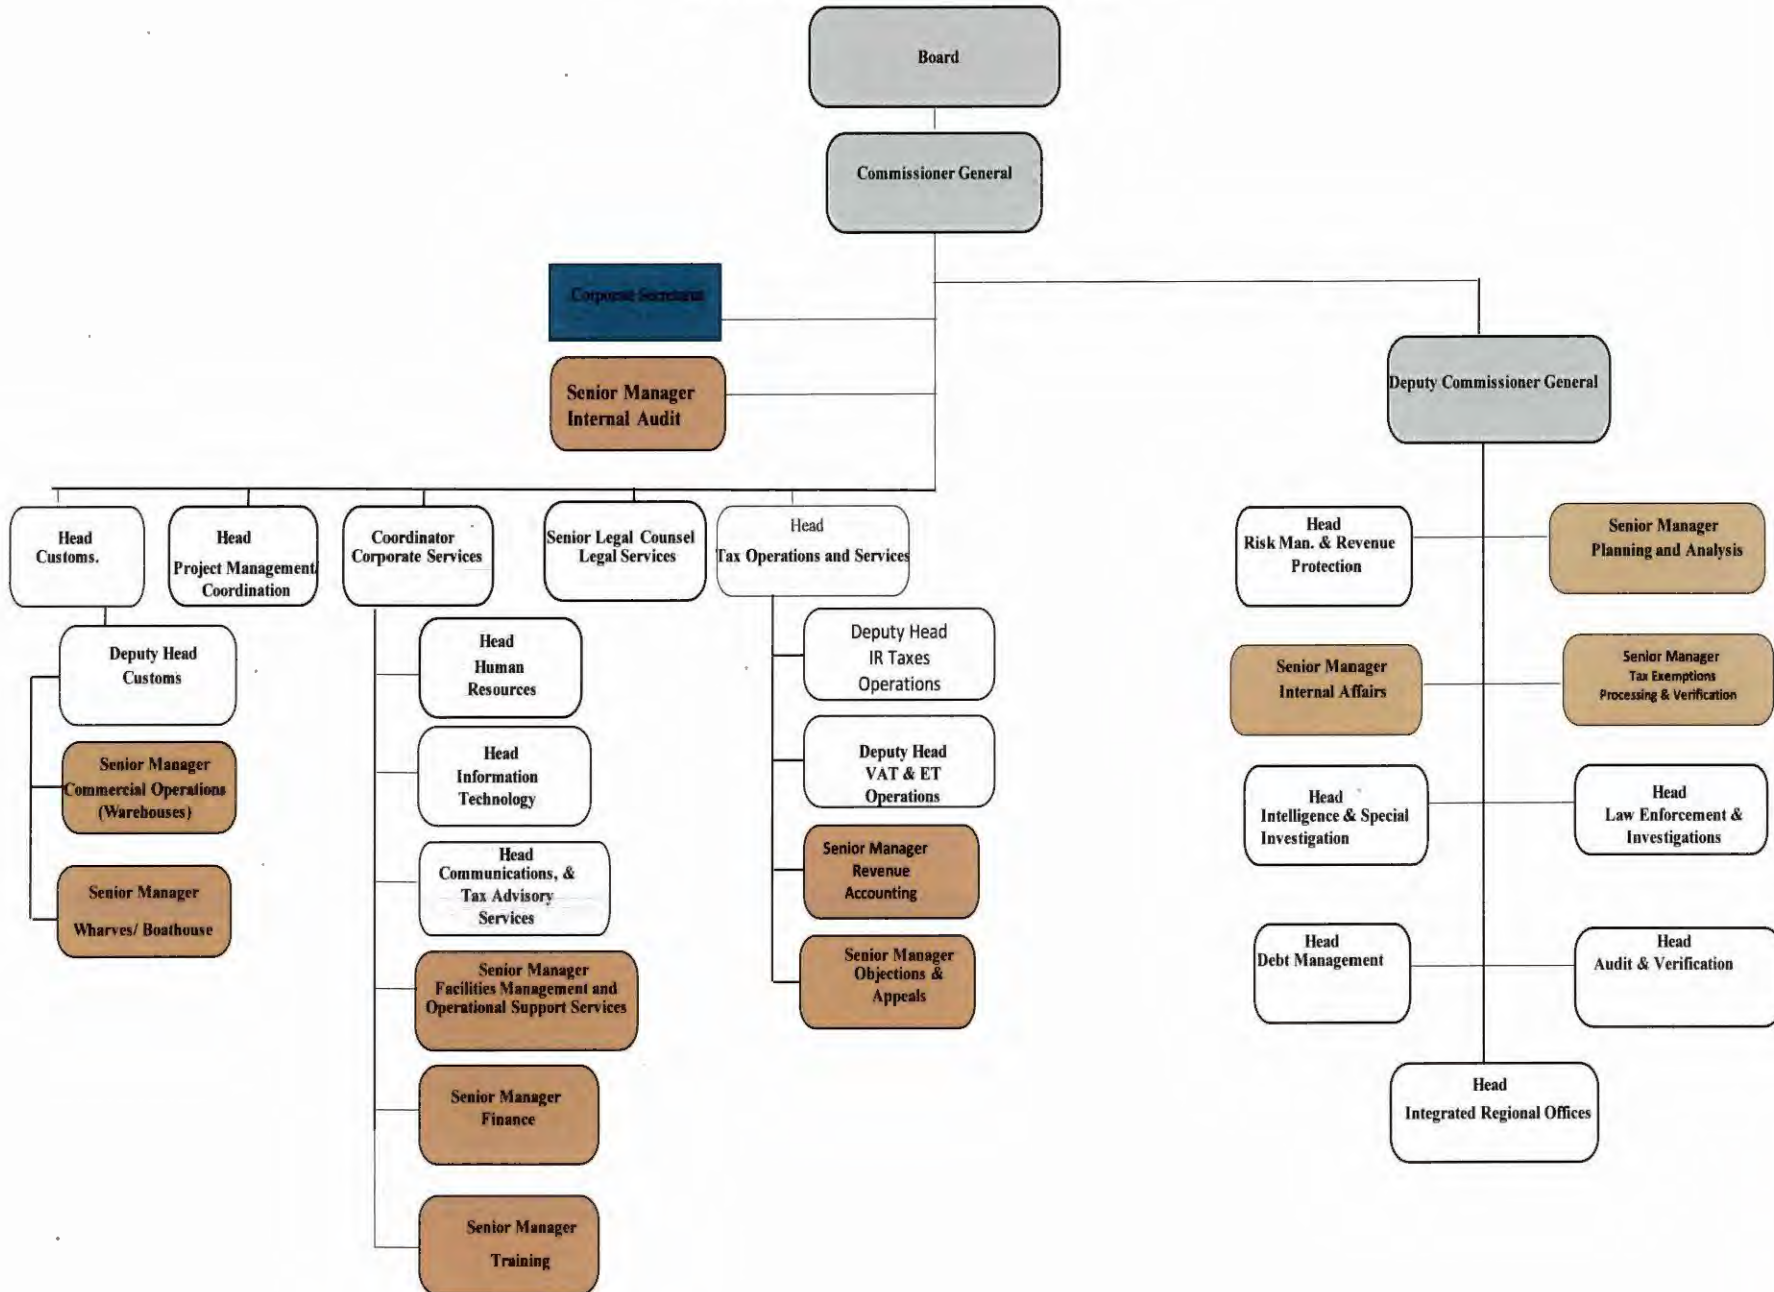 Board
Commissioner General
Corporate
Senior Manager
Internal Audit
Deputy Commissioner General
Head
Customs.
Head
Project Management
Coordination
Coordinator
Corporate Services
Senior Legal Counsel
Legal Services
Head
Tax Operations and Services
Deputy Head
Customs
Senior Manager
Commercial Operations
(Warehouses)
Senior Manager
Wharves/ Boathouse
Head
Human
Resources
Head
Information
Technology
Head
Communications, &
Tax Advisory
Services
Senior Manager
Facilities Management and
Operational Support Services
Senior Manager
Finance
Senior Manager
Training
Deputy Head
IR Taxes
Operations
Deputy Head
VAT & ET
Operations
Senior Manager
Revenue
Accounting
Senior Manager
Objections &
Appeals
Head
Risk Man. & Revenue
Protection
Senior Manager
Planning and Analysis
Senior Manager
Internal Affairs
Senior Manager
Tax Exemptions
Processing & Verification
Head
Intelligence & Special
Investigation
Head
Law Enforcement &
Investigations
Head
Debt Management
Head
Audit & Verification
Head
Integrated Regional Offices